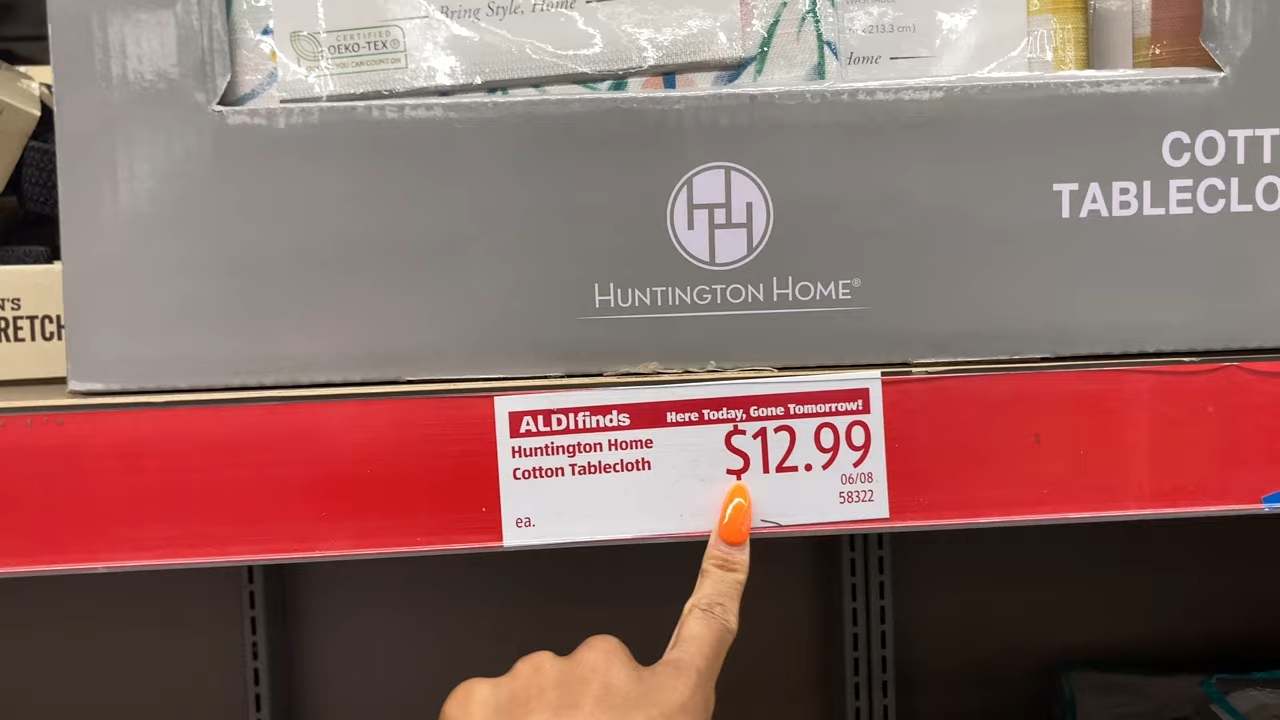 Bring Style, Home
CERTIFIED
OEKO-TEX®
YOU CAN COUNT ON
x 213.3 cm)
Home
COTT
TABLECLO
HUNTINGTON HOME®
N'S
RETCH
ALDIfinds Here Today, Gone Tomorrow!
Huntington Home
Cotton Tablecloth
$12.99
06/08
58322
ea.